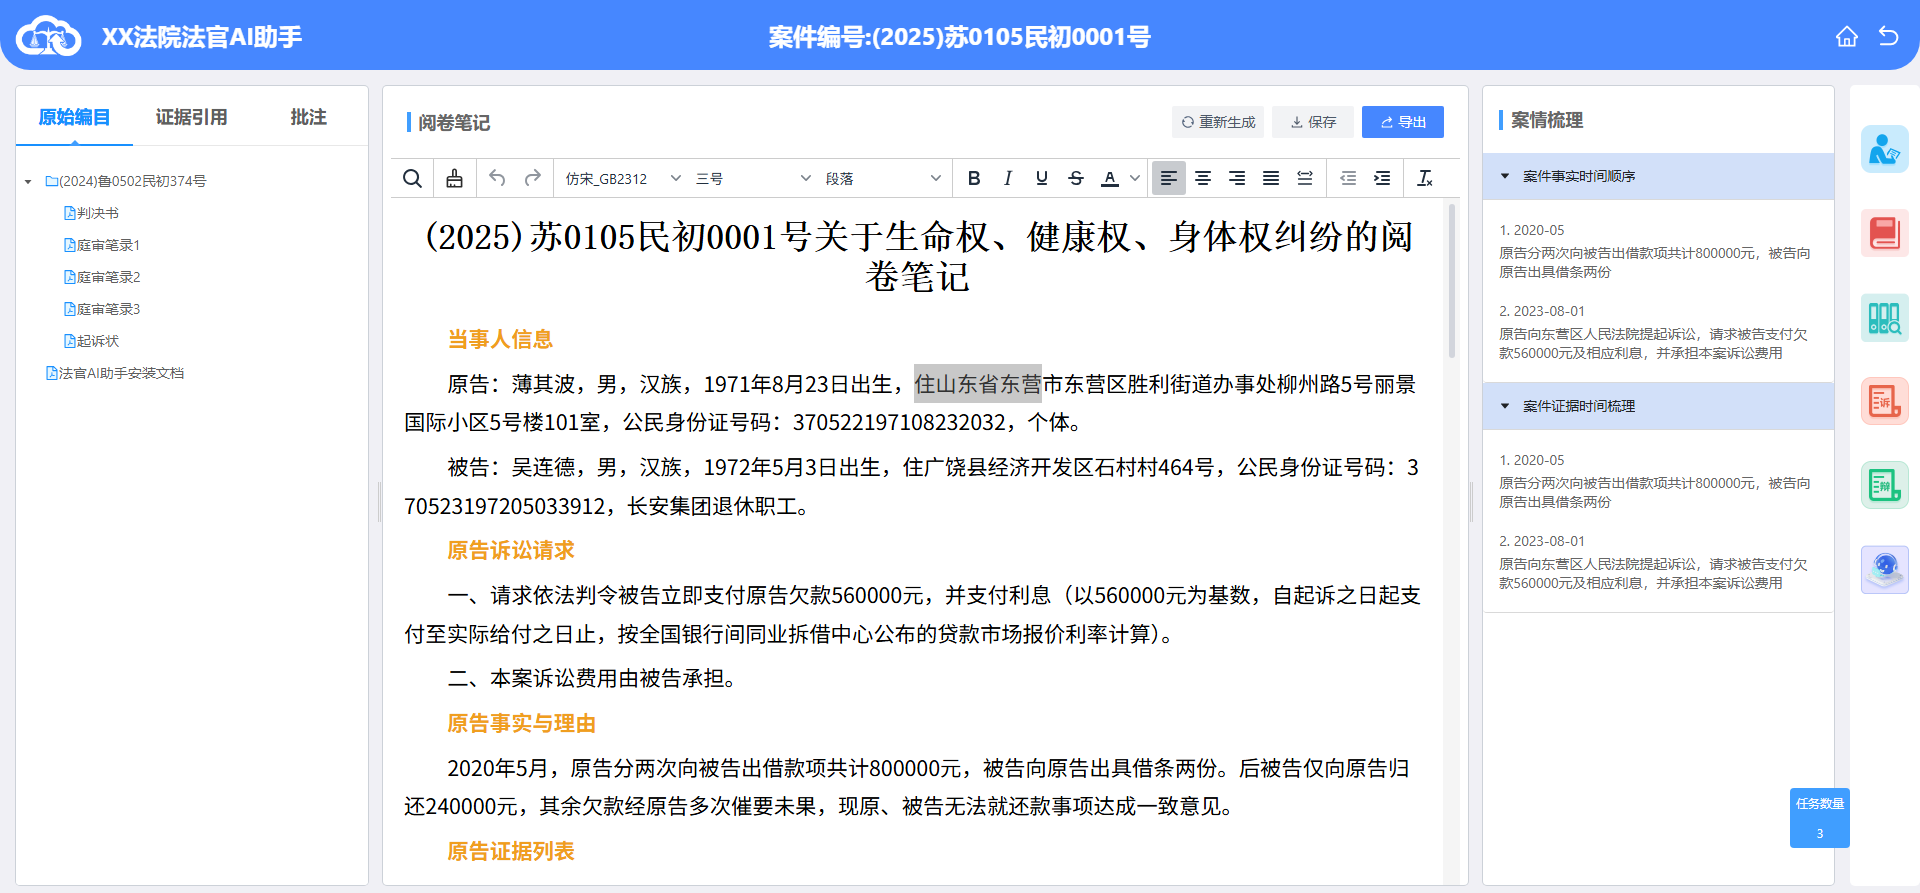 XX法院法官AI助手
案件编号:(2025)苏0105民初0001号
原始编目 证据引用 批注
(2024)鲁0502民初374号
判决书
庭审笔录1
庭审笔录2
庭审笔录3
起诉状
法官AI助手安装文档
阅卷笔记
重新生成 保存 导出
仿宋_GB2312 三号 段落
(2025)苏0105民初0001号关于生命权、健康权、身体权纠纷的阅
卷笔记
当事人信息
原告：薄其波，男，汉族，1971年8月23日出生，住山东省东营市东营区胜利街道办事处柳州路5号丽景
国际小区5号楼101室，公民身份证号码：370522197108232032，个体。
被告：吴连德，男，汉族，1972年5月3日出生，住广饶县经济开发区石村村464号，公民身份证号码：3
70523197205033912，长安集团退休职工。
原告诉讼请求
一、请求依法判令被告立即支付原告欠款560000元，并支付利息（以560000元为基数，自起诉之日起支
付至实际给付之日止，按全国银行间同业拆借中心公布的贷款市场报价利率计算）。
二、本案诉讼费用由被告承担。
原告事实与理由
2020年5月，原告分两次向被告出借款项共计800000元，被告向原告出具借条两份。后被告仅向原告归
还240000元，其余欠款经原告多次催要未果，现原、被告无法就还款事项达成一致意见。
原告证据列表
案情梳理
案件事实时间顺序
1. 2020-05
原告分两次向被告出借款项共计800000元，被告向
原告出具借条两份
2. 2023-08-01
原告向东营区人民法院提起诉讼，请求被告支付欠
款560000元及相应利息，并承担本案诉讼费用
案件证据时间梳理
1. 2020-05
原告分两次向被告出借款项共计800000元，被告向
原告出具借条两份
2. 2023-08-01
原告向东营区人民法院提起诉讼，请求被告支付欠
款560000元及相应利息，并承担本案诉讼费用
诉
辩
任务数量
3